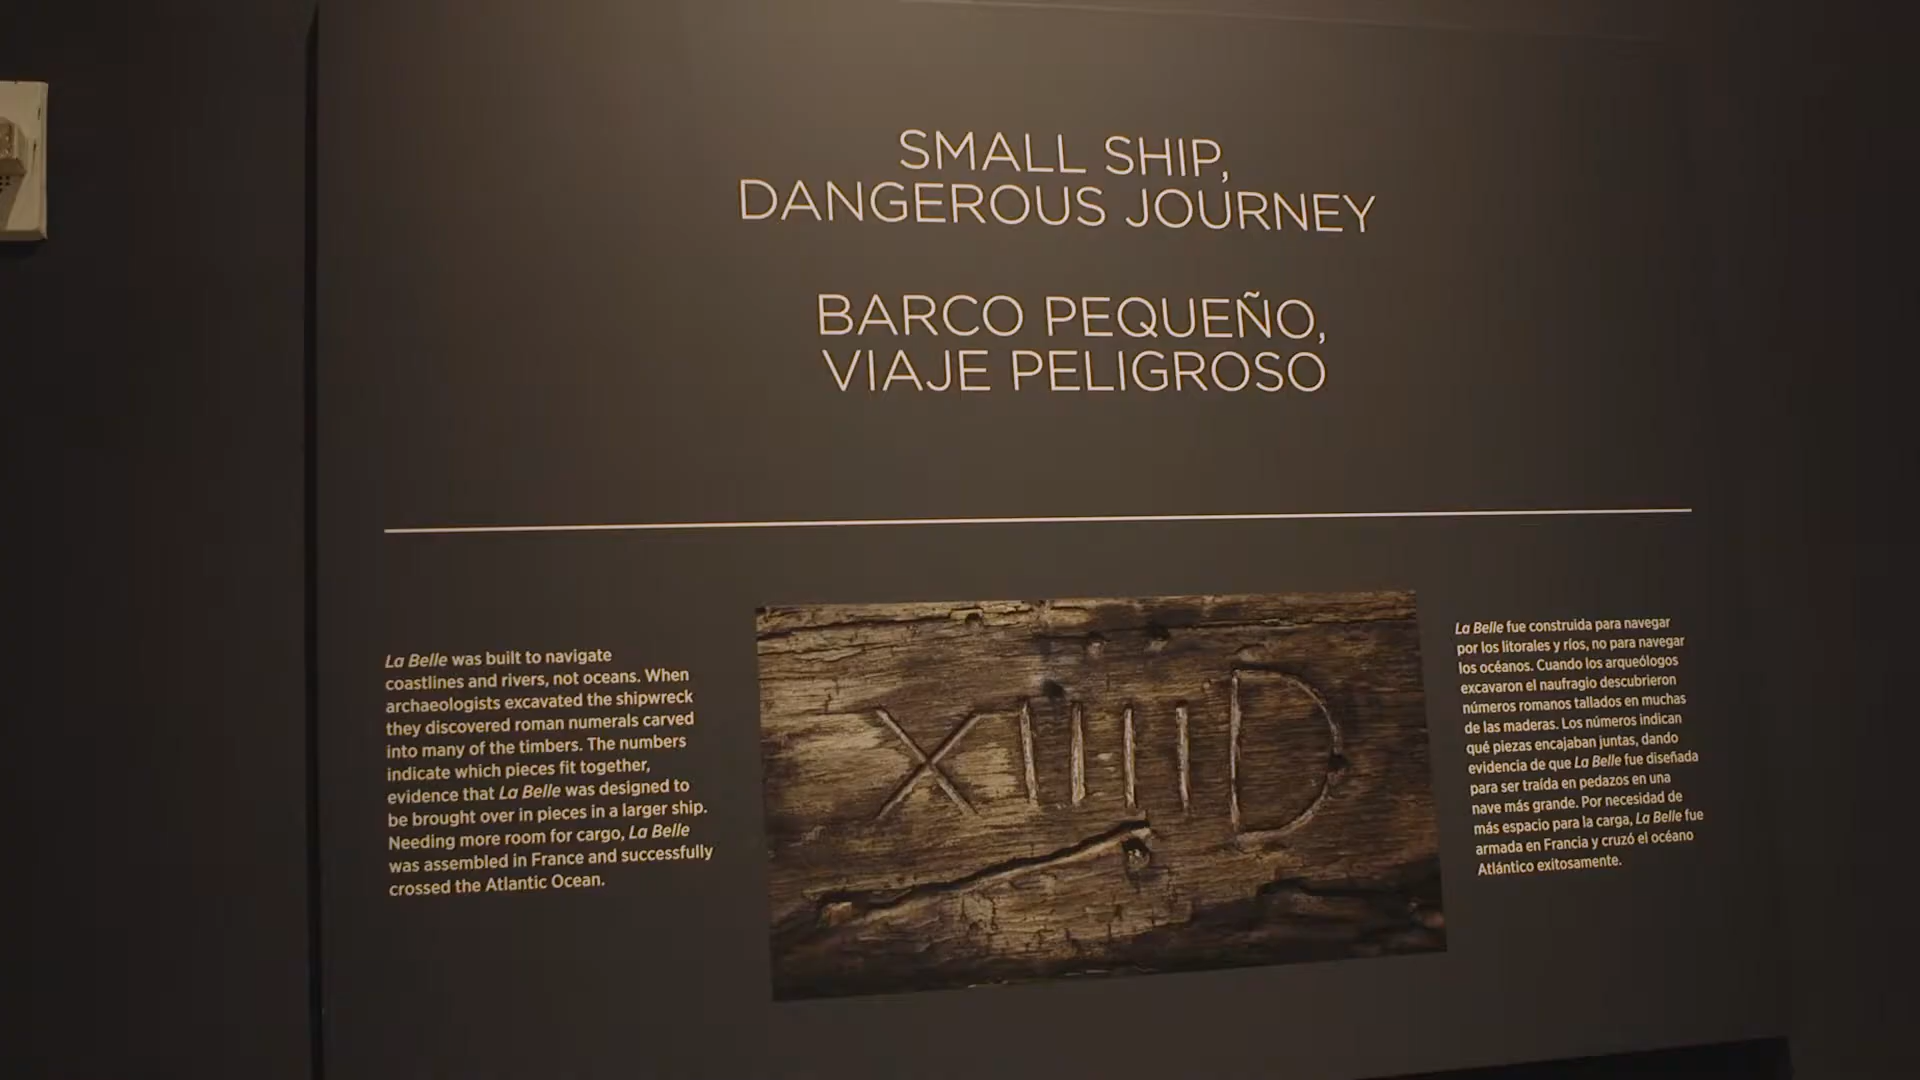 SMALL SHIP,
DANGEROUS JOURNEY
BARCO PEQUEÑO,
VIAJE PELIGROSO
La Belle was built to navigate
coastlines and rivers, not oceans. When
archaeologists excavated the shipwreck
they discovered roman numerals carved
into many of the timbers. The numbers
indicate which pieces fit together,
evidence that La Belle was designed to
be brought over in pieces in a larger ship.
Needing more room for cargo, La Belle
was assembled in France and successfully
crossed the Atlantic Ocean.
XIIIID
La Belle fue construida para navegar
por los litorales y ríos, no para navegar
los océanos. Cuando los arqueólogos
excavaron el naufragio descubrieron
números romanos tallados en muchas
de las maderas. Los números indican
qué piezas encajaban juntas, dando
evidencia de que La Belle fue diseñada
para ser traída en pedazos en una
nave más grande. Por necesidad de
más espacio para la carga, La Belle fue
armada en Francia y cruzó el océano
Atlántico exitosamente.